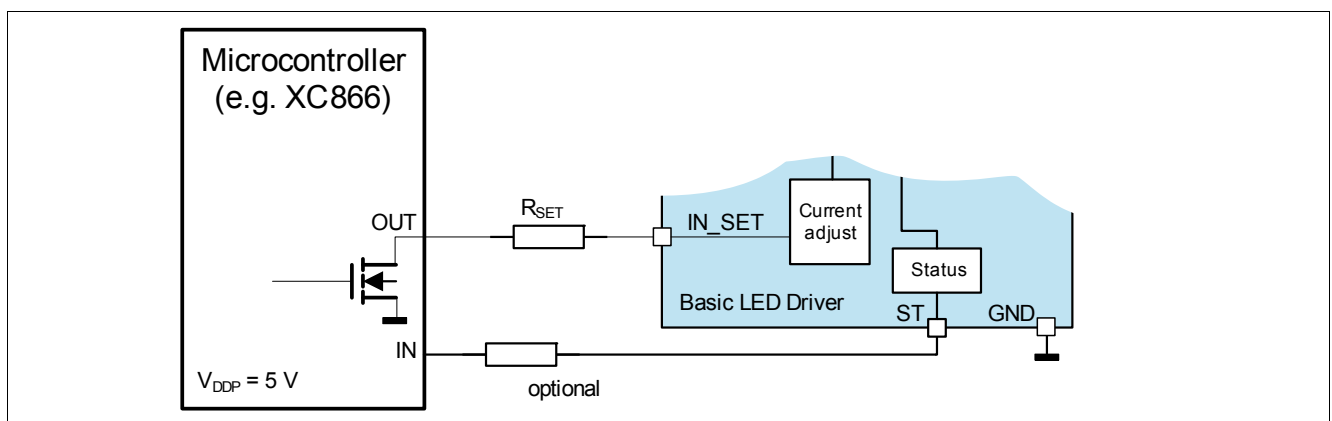 Microcontroller
(e.g. XC866)
OUT
RSET
IN_SET
Current
adjust
Status
Basic LED Driver
ST
GND
IN
VDDP = 5 V
optional